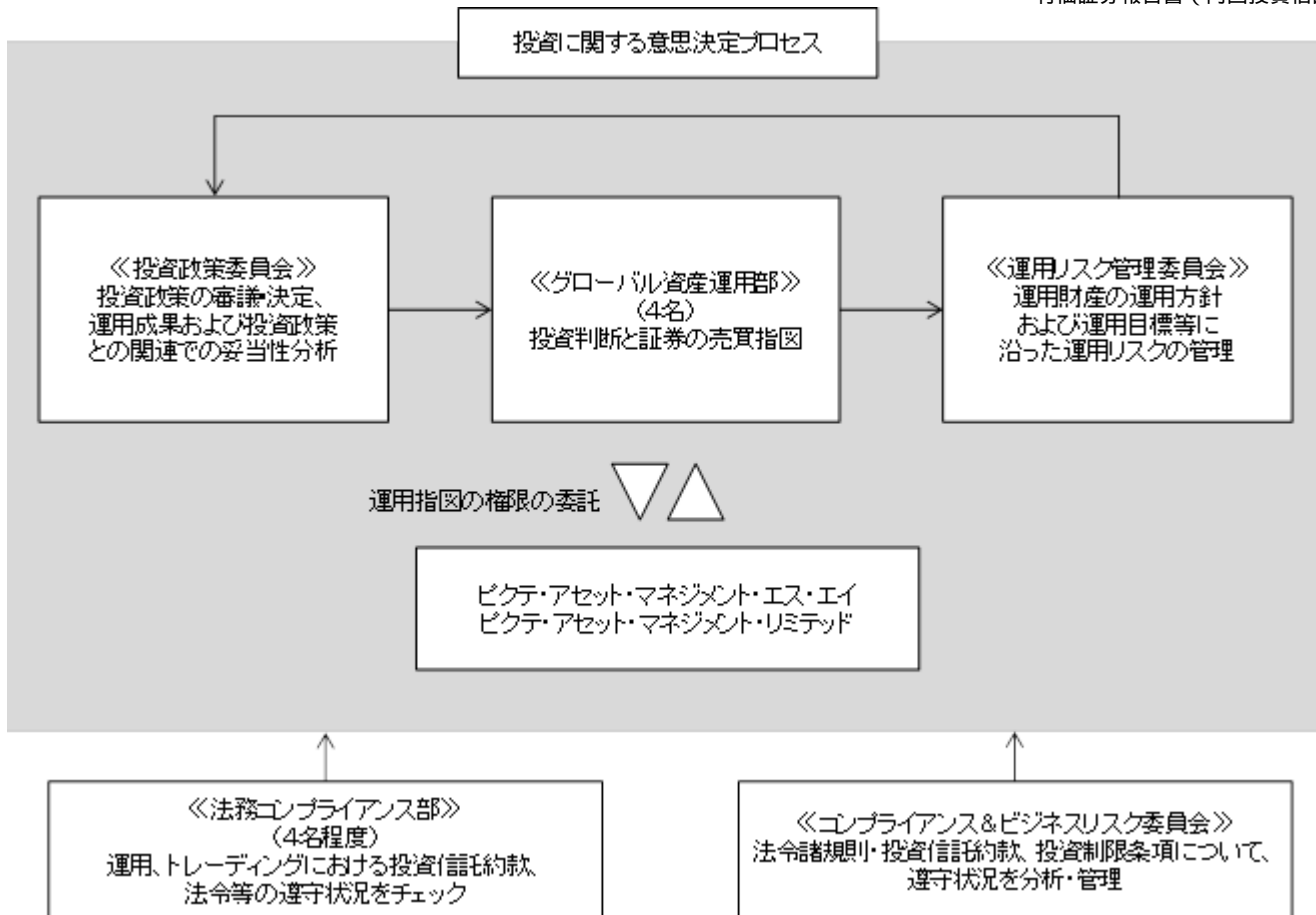 投資に関する意思決定プロセス
≪投資政策委員会≫
投資政策の審議・決定、
運用成果および投資政策
との関連での妥当性分析
≪グローバル資産運用部≫
(4名)
投資判断と証券の売買指図
≪運用リスク管理委員会≫
運用財産の運用方針
および運用目標等に
沿った運用リスクの管理
運用指図の権限の委託
ピクテ・アセット・マネジメント・エス・エイ
ピクテ・アセット・マネジメント・リミテッド
≪法務コンプライアンス部≫
(4名程度)
運用、トレーディングにおける投資信託約款、
法令等の遵守状況をチェック
≪コンプライアンス&ビジネスリスク委員会≫
法令諸規則・投資信託約款、投資制限条項について、
遵守状況を分析・管理